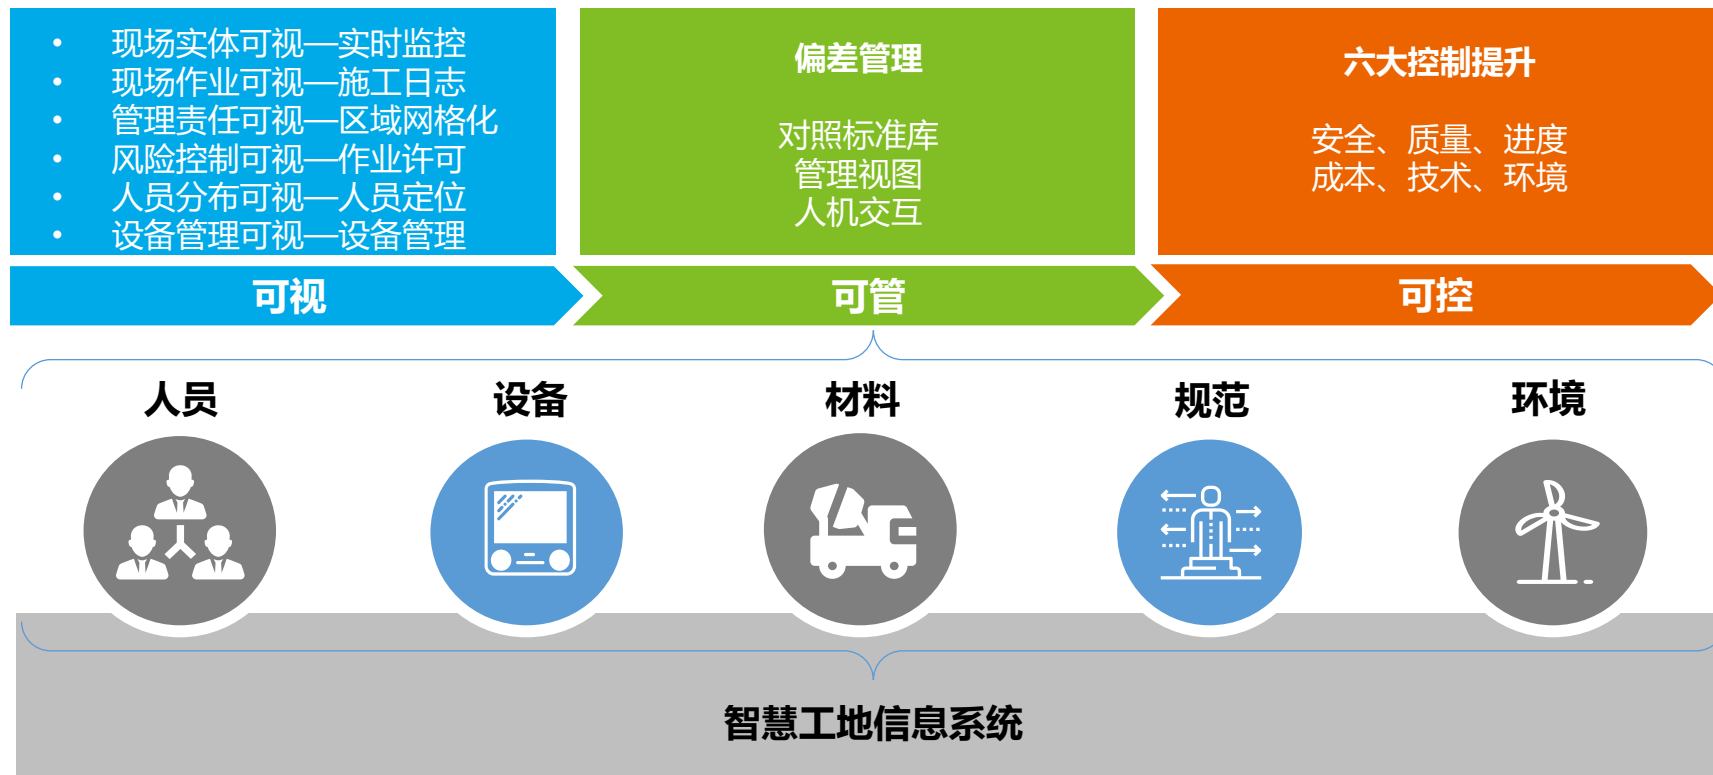 • 现场实体可视—实时监控
• 现场作业可视—施工日志
• 管理责任可视—区域网格化
• 风险控制可视—作业许可
• 人员分布可视—人员定位
• 设备管理可视—设备管理
偏差管理
对照标准库
管理视图
人机交互
六大控制提升
安全、质量、进度
成本、技术、环境
可视
可管
可控
人员
设备
材料
规范
环境
智慧工地信息系统